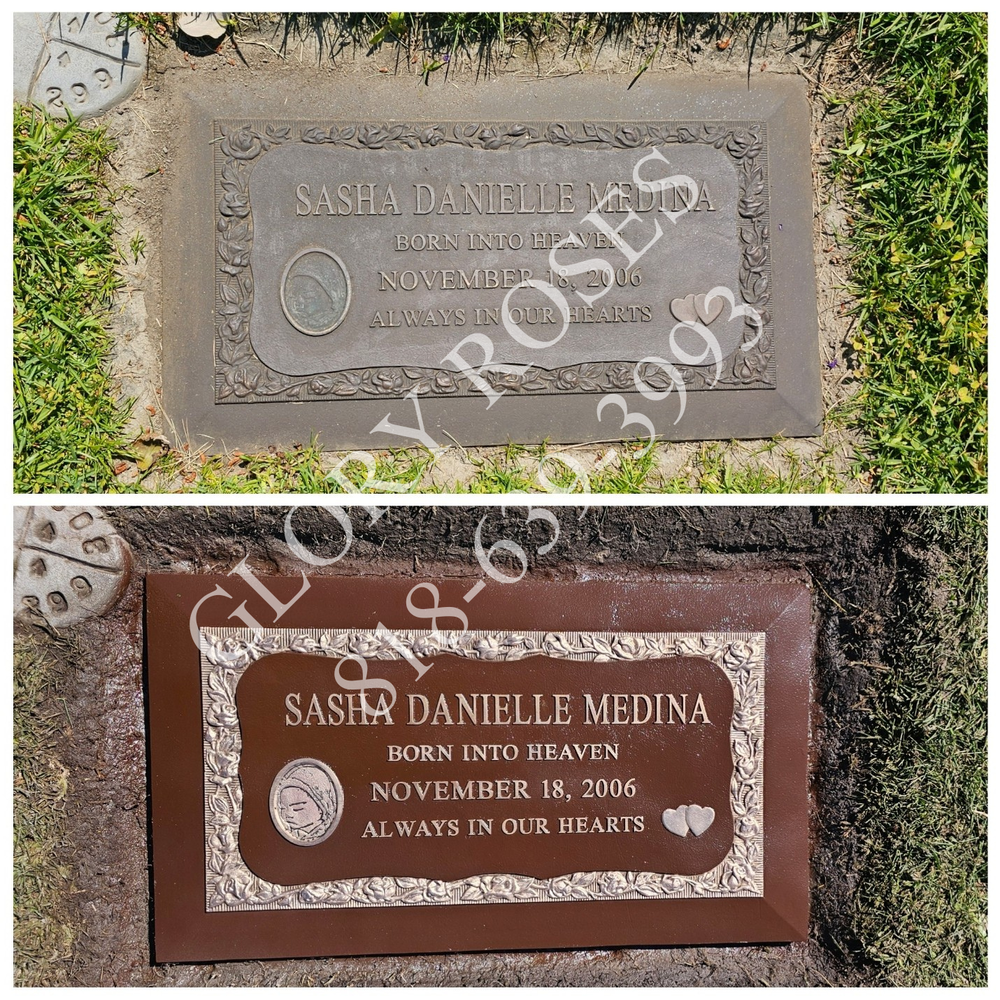 SASHA DANIELLE MEDINA
BORN INTO HEAVEN
NOVEMBER 18, 2006
ALWAYS IN OUR HEARTS
GLORY ROSES
818-639-3993
SASHA DANIELLE MEDINA
BORN INTO HEAVEN
NOVEMBER 18, 2006
ALWAYS IN OUR HEARTS